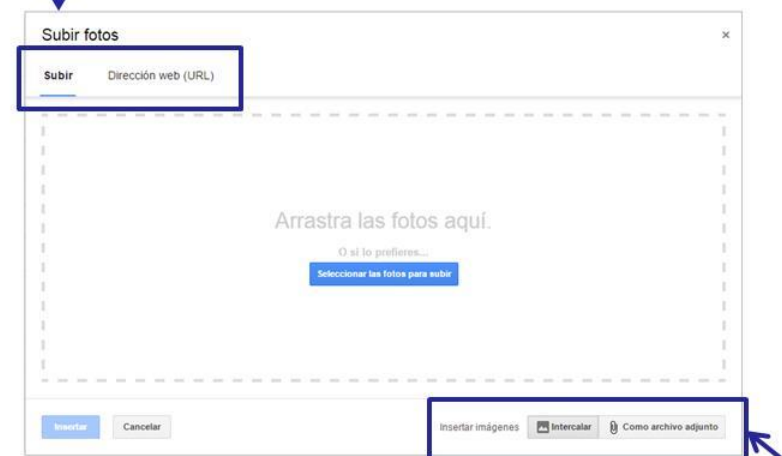 Subir fotos
Subir Dirección web (URL)
Arrastra las fotos aquí.
O si lo prefieres...
Seleccionar las fotos para subir
Insertar Cancelar Insertar imágenes Intercalar Como archivo adjunto